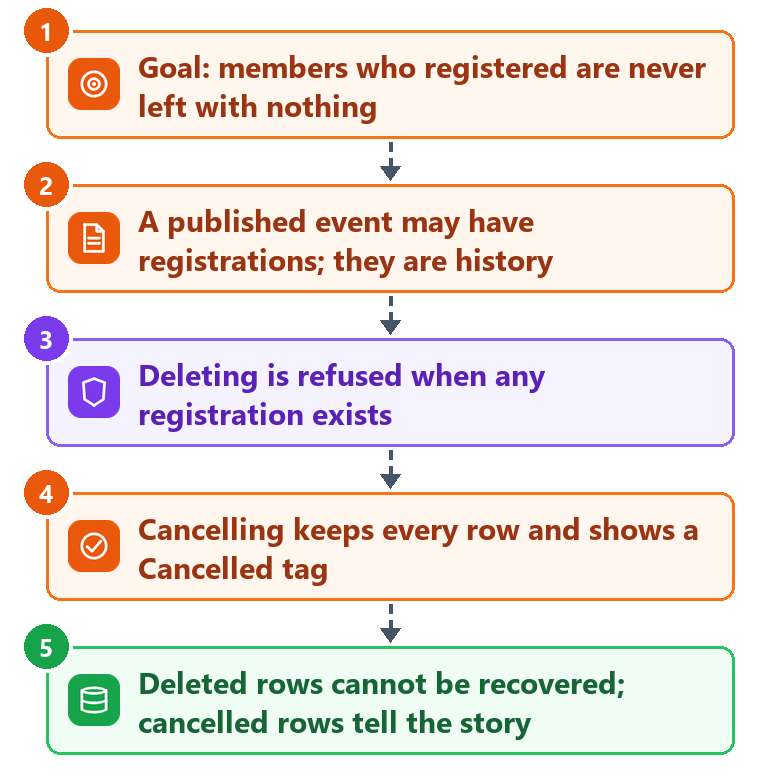 1
Goal: members who registered are never
left with nothing
2
A published event may have
registrations; they are history
3
Deleting is refused when any
registration exists
4
Cancelling keeps every row and shows a
Cancelled tag
5
Deleted rows cannot be recovered;
cancelled rows tell the story